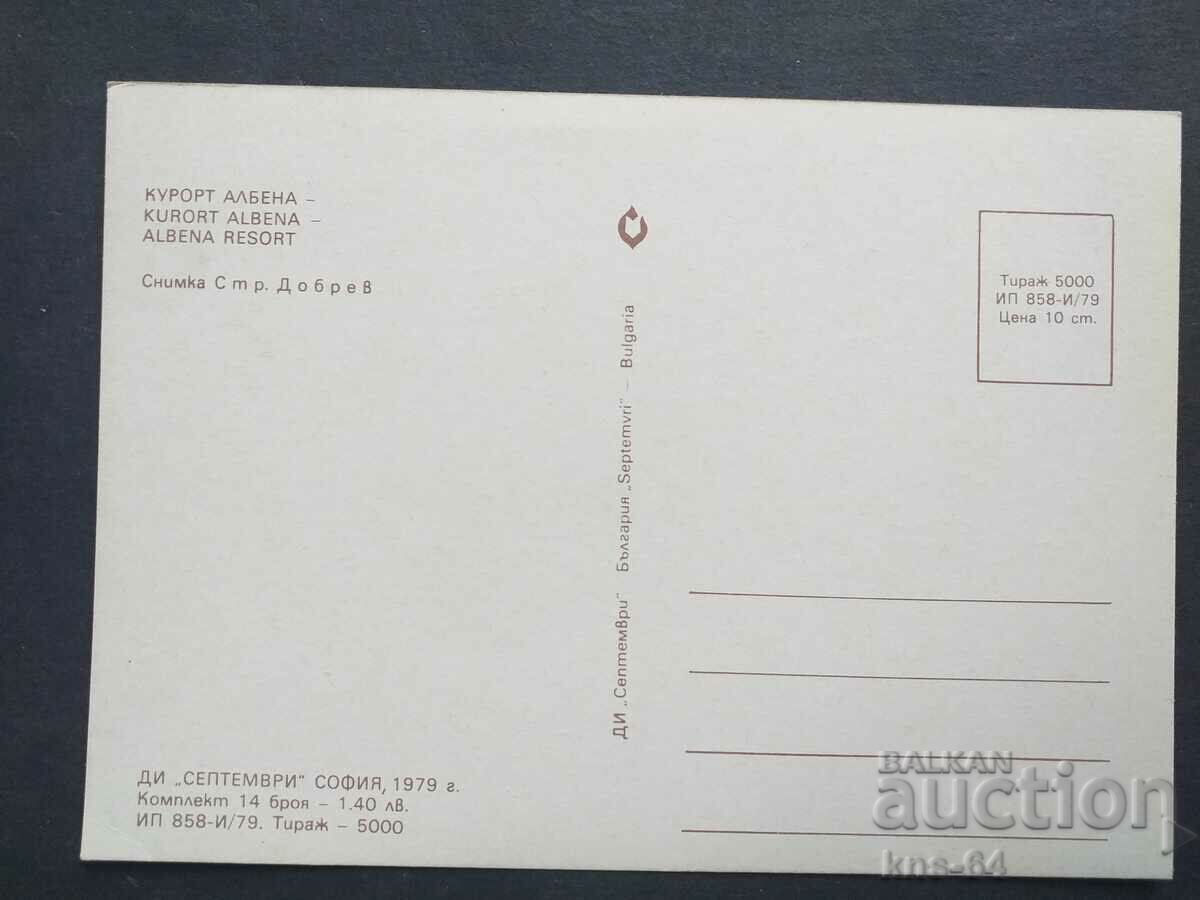 КУРОРТ АЛБЕНА –
KURORT ALBENA –
ALBENA RESORT
Снимка Стр. Добрев
ДИ „СЕПТЕМВРИ" СОФИЯ, 1979 г.
Комплект 14 броя – 1.40 лв.
ИП 858-И/79. Тираж – 5000
ДИ „Септември" България „Septemvri" – Bulgaria
Тираж 5000
ИП 858-И/79
Цена 10 ст.
BALKAN
auction
kns-64